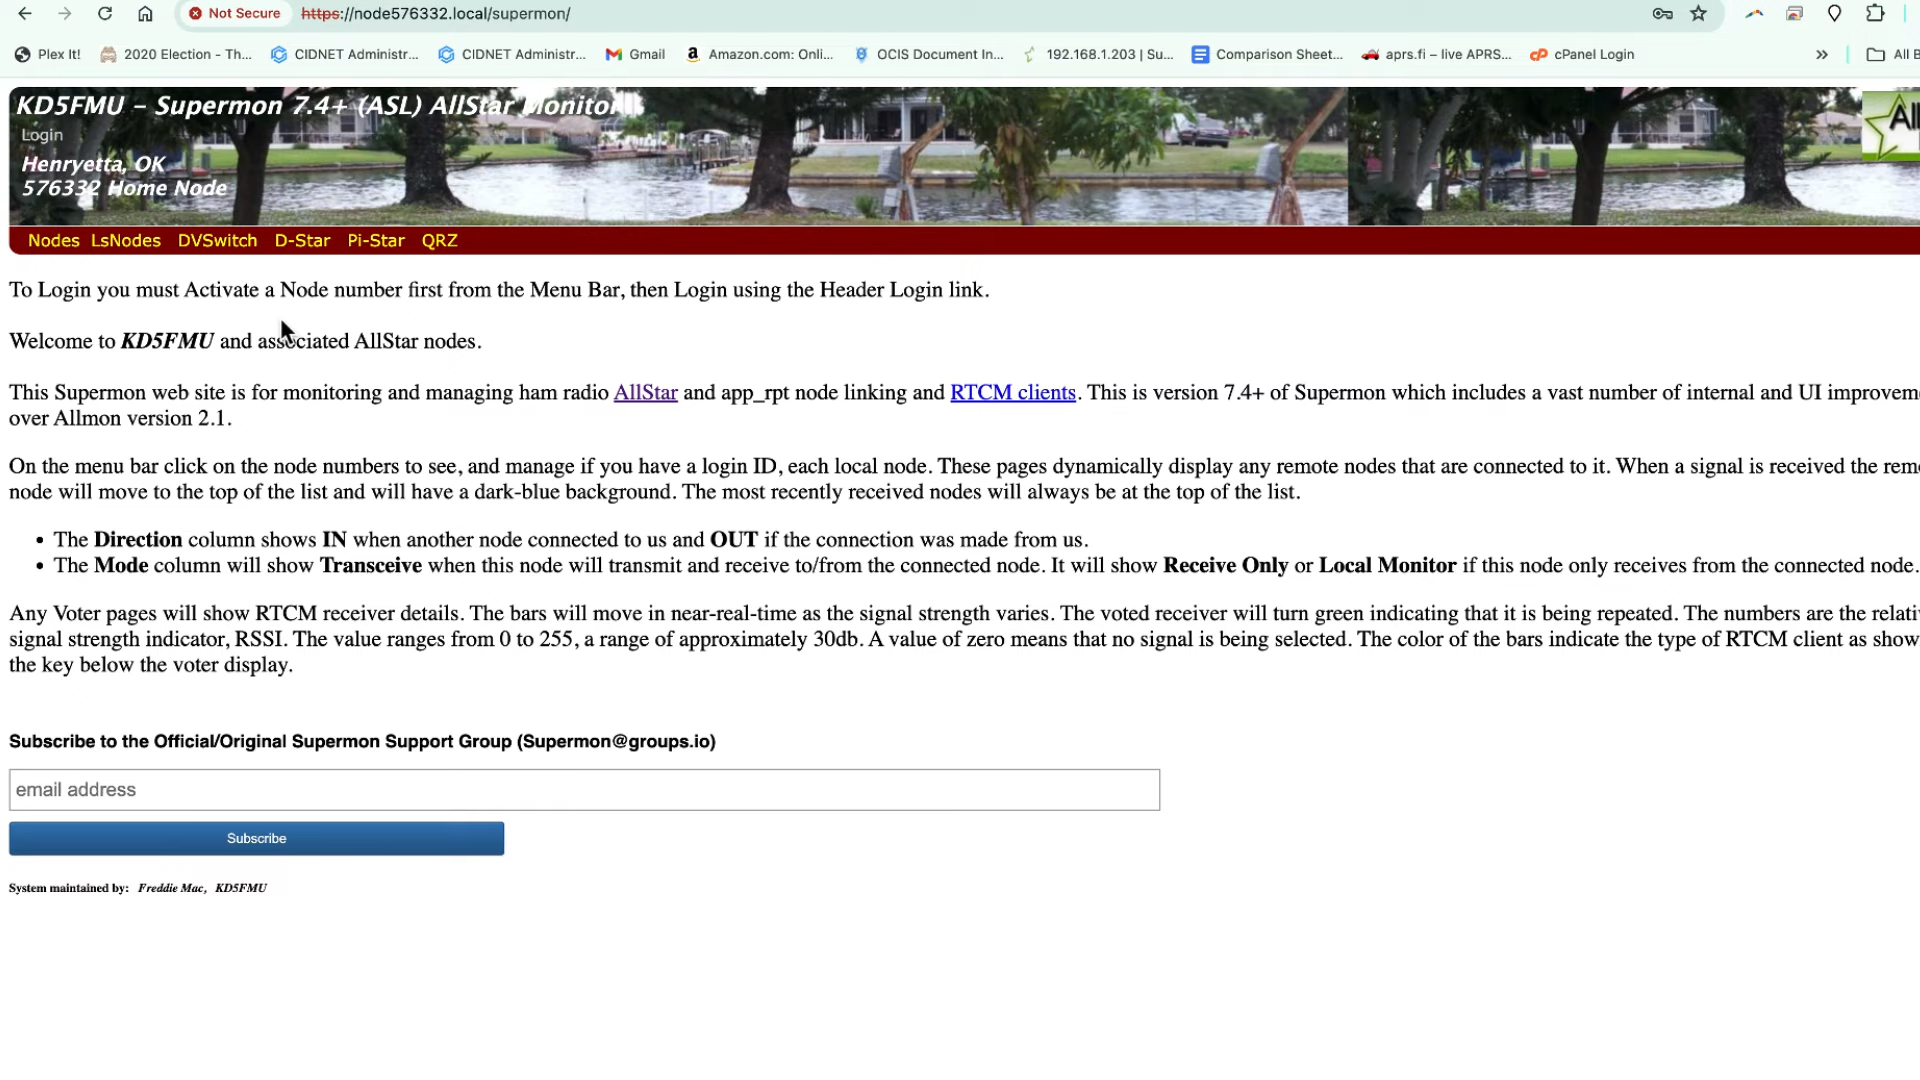 Not Secure https://node576332.local/supermon/
Plex It! 2020 Election - Th... CIDNET Administr... CIDNET Administr... Gmail Amazon.com: Onli... OCIS Document In... 192.168.1.203 | Su... Comparison Sheet... aprs.fi – live APRS... cPanel Login » All B
KD5FMU – Supermon 7.4+ (ASL) AllStar Monitor
Login
Henryetta, OK
576332 Home Node
All
Nodes LsNodes DVSwitch D-Star Pi-Star QRZ
To Login you must Activate a Node number first from the Menu Bar, then Login using the Header Login link.
Welcome to KD5FMU and associated AllStar nodes.
This Supermon web site is for monitoring and managing ham radio AllStar and app_rpt node linking and RTCM clients. This is version 7.4+ of Supermon which includes a vast number of internal and UI improveme
over Allmon version 2.1.
On the menu bar click on the node numbers to see, and manage if you have a login ID, each local node. These pages dynamically display any remote nodes that are connected to it. When a signal is received the remo
node will move to the top of the list and will have a dark-blue background. The most recently received nodes will always be at the top of the list.
• The Direction column shows IN when another node connected to us and OUT if the connection was made from us.
• The Mode column will show Transceive when this node will transmit and receive to/from the connected node. It will show Receive Only or Local Monitor if this node only receives from the connected node.
Any Voter pages will show RTCM receiver details. The bars will move in near-real-time as the signal strength varies. The voted receiver will turn green indicating that it is being repeated. The numbers are the relati
signal strength indicator, RSSI. The value ranges from 0 to 255, a range of approximately 30db. A value of zero means that no signal is being selected. The color of the bars indicate the type of RTCM client as show
the key below the voter display.
Subscribe to the Official/Original Supermon Support Group (Supermon@groups.io)
email address
Subscribe
System maintained by: Freddie Mac, KD5FMU